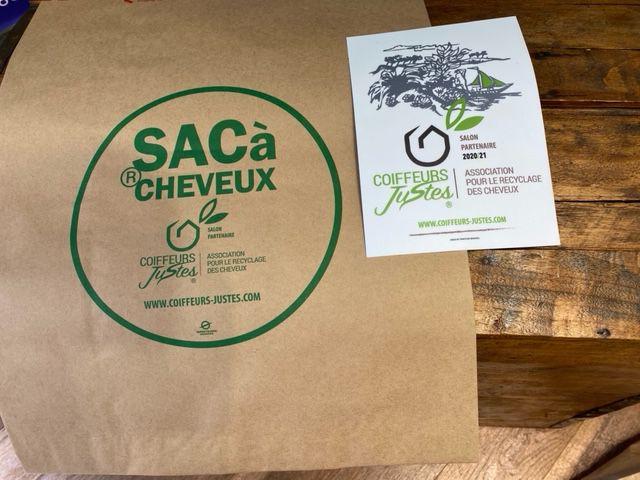 SACà
® CHEVEUX
SALON
PARTENAIRE
COIFFEURS
Justes
®
ASSOCIATION
POUR LE RECYCLAGE
DES CHEVEUX
WWW.COIFFEURS-JUSTES.COM
SALON
PARTENAIRE
2020/21
COIFFEURS
Justes
®
ASSOCIATION
POUR LE RECYCLAGE
DES CHEVEUX
WWW.COIFFEURS-JUSTES.COM